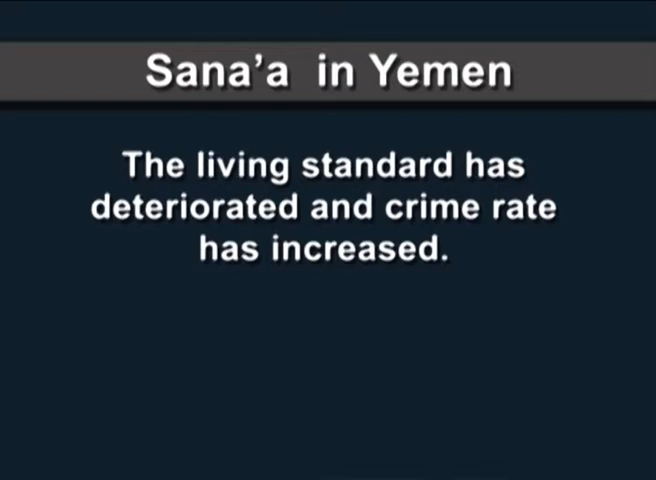 Sana’a in Yemen
The living standard has
deteriorated and crime rate
has increased.